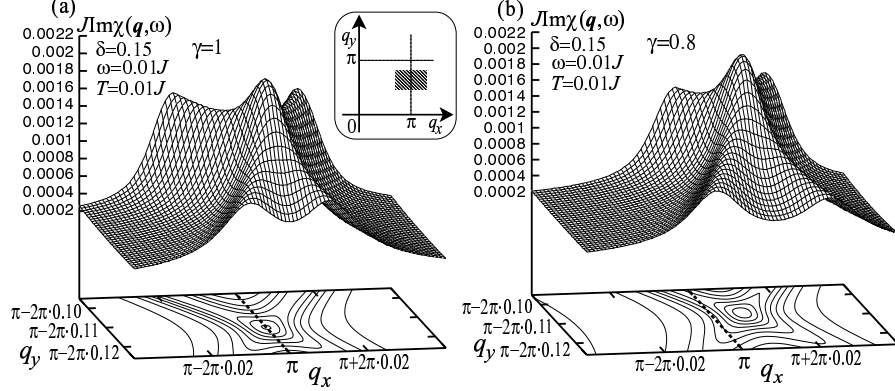 (a)
JImχ(q,ω)
0.0022
0.002
0.0018
0.0016
0.0014
0.0012
0.001
0.0008
0.0006
0.0004
0.0002
δ=0.15
ω=0.01J
T=0.01J
γ=1
q_y
π
0
π
q_x
π−2π·0.10
π−2π·0.11
π−2π·0.12
q_y
π−2π·0.02
π
π+2π·0.02
q_x
(b)
JImχ(q,ω)
0.0022
0.002
0.0018
0.0016
0.0014
0.0012
0.001
0.0008
0.0006
0.0004
0.0002
δ=0.15
ω=0.01J
T=0.01J
γ=0.8
π−2π·0.10
π−2π·0.11
q_y π−2π·0.12
π−2π·0.02
π
π+2π·0.02
q_x